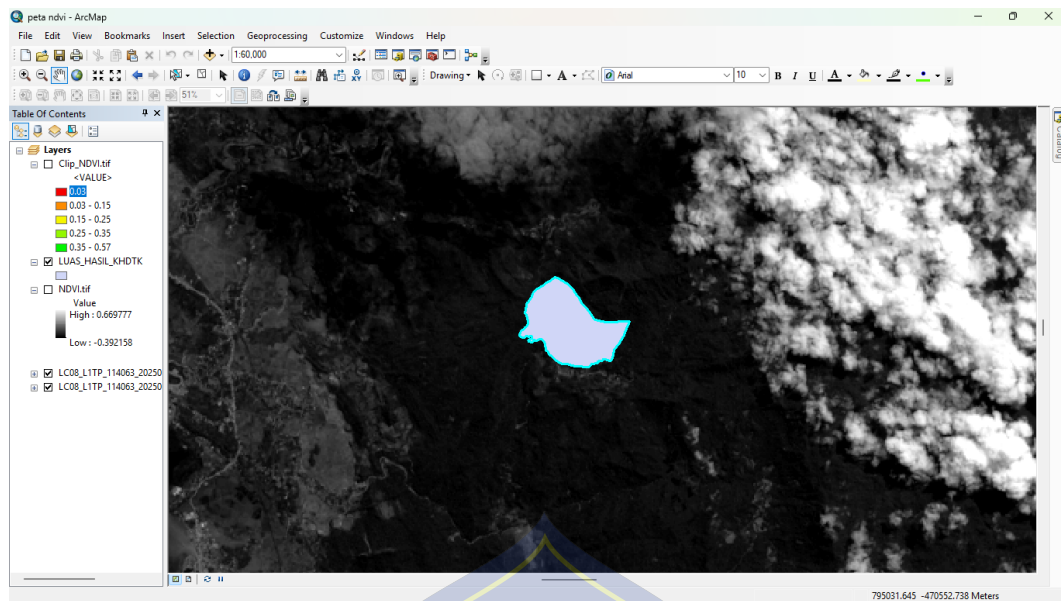 peta ndvi - ArcMap
File Edit View Bookmarks Insert Selection Geoprocessing Customize Windows Help
1:60,000
Drawing Arial 10 B I U A
51%
Table Of Contents
Layers
Clip_NDVI.tif
<VALUE>
0.03
0.03 - 0.15
0.15 - 0.25
0.25 - 0.35
0.35 - 0.57
LUAS_HASIL_KHDTK
NDVI.tif
Value
High : 0.669777
Low : -0.392158
LC08_L1TP_114063_20250
LC08_L1TP_114063_20250
Catalog
795031.645 -470552.738 Meters